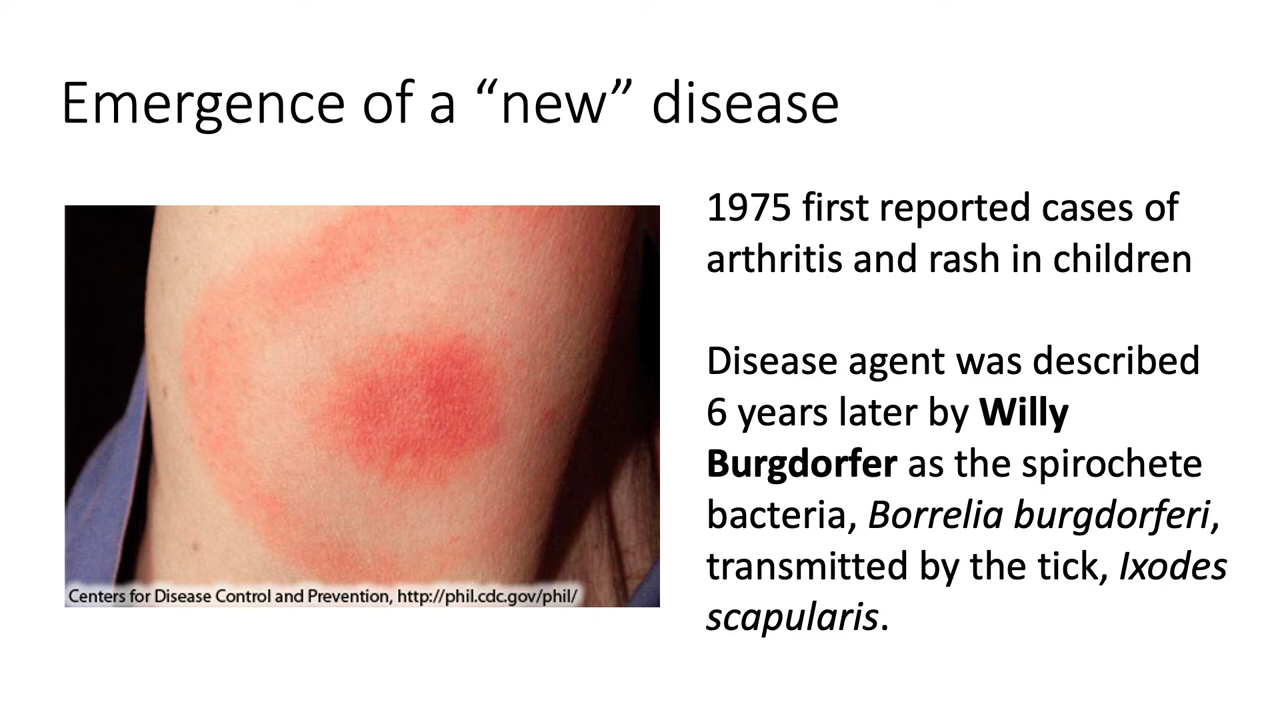 Emergence of a “new” disease
1975 first reported cases of
arthritis and rash in children
Disease agent was described
6 years later by Willy
Burgdorfer as the spirochete
bacteria, Borrelia burgdorferi,
transmitted by the tick, Ixodes
scapularis.
Centers for Disease Control and Prevention, http://phil.cdc.gov/phil/